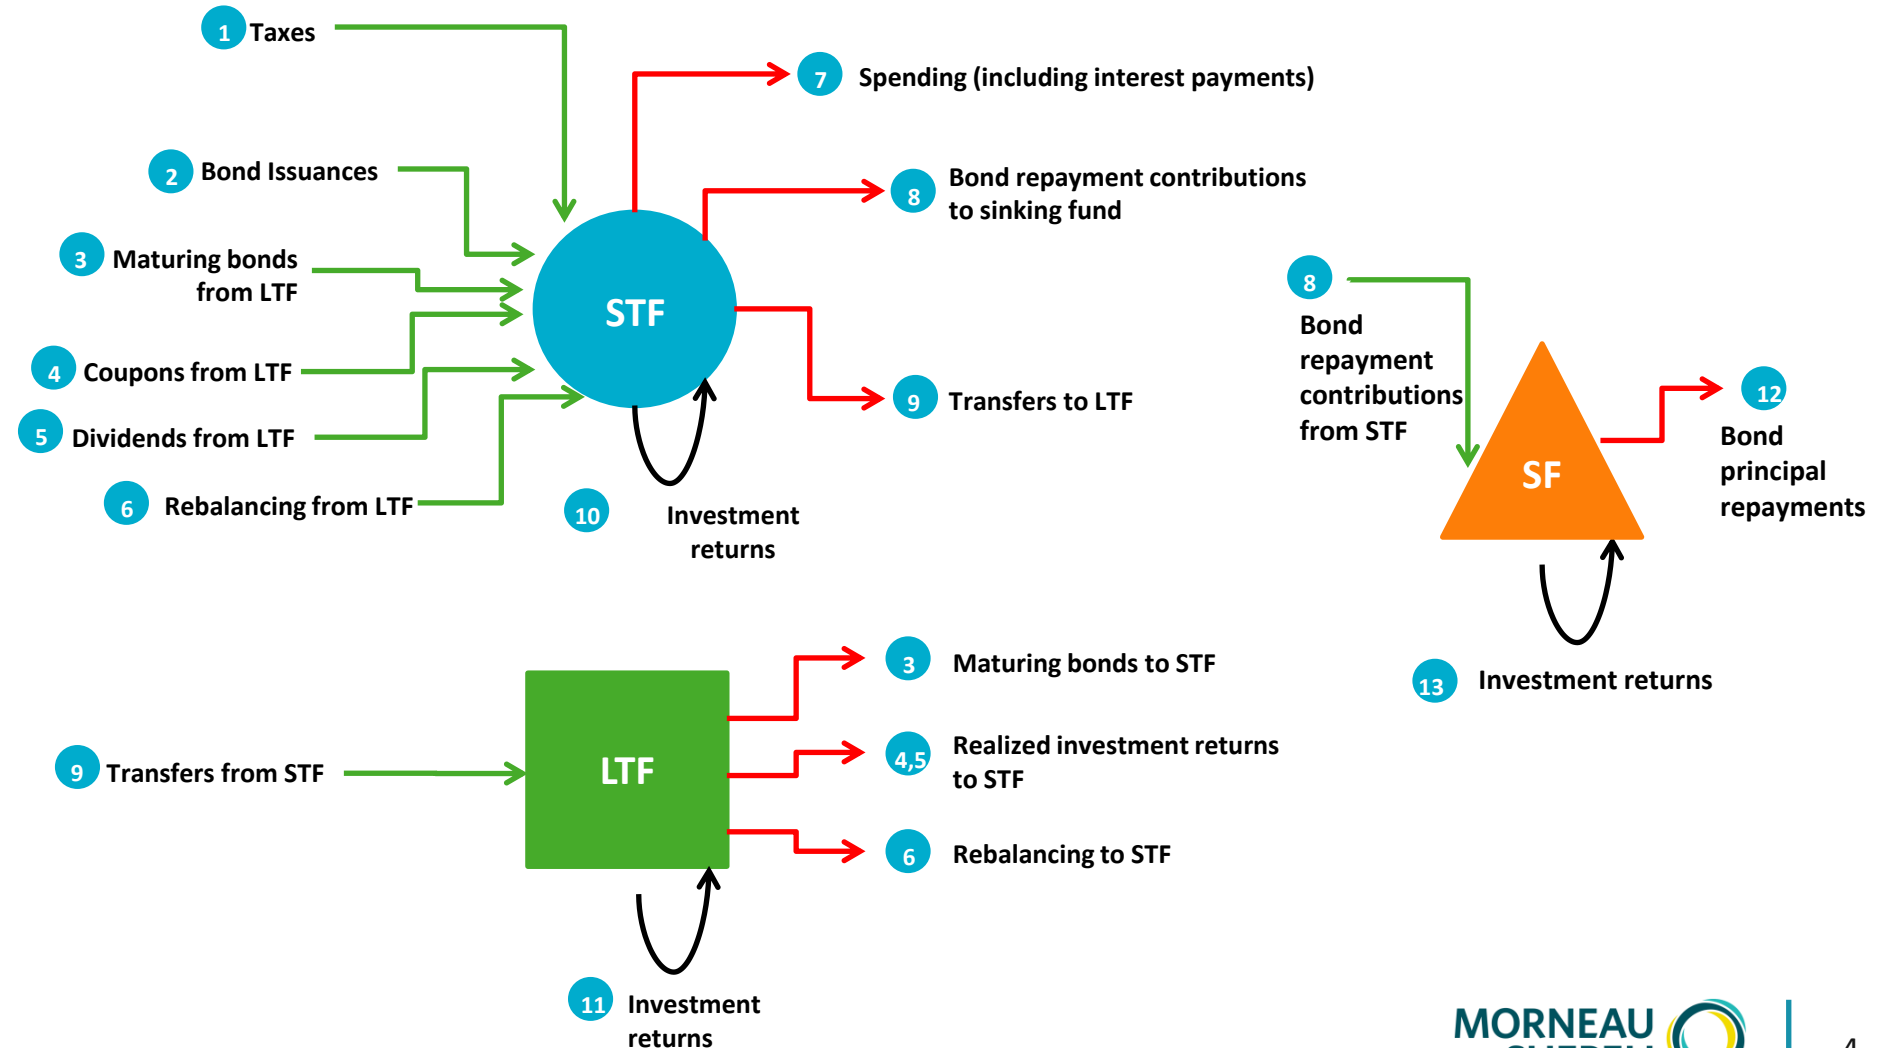 1 Taxes
7 Spending (including interest payments)
2 Bond Issuances
8 Bond repayment contributions
to sinking fund
3 Maturing bonds
from LTF
STF
4 Coupons from LTF
9 Transfers to LTF
5 Dividends from LTF
6 Rebalancing from LTF
10 Investment
returns
8
Bond
repayment
contributions
from STF
SF
12
Bond
principal
repayments
13 Investment returns
9 Transfers from STF
LTF
3 Maturing bonds to STF
4,5 Realized investment returns
to STF
6 Rebalancing to STF
11 Investment
returns
MORNEAU